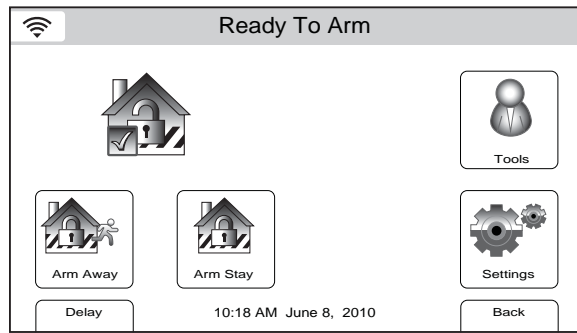 Ready To Arm
Tools
Arm Away
Arm Stay
Settings
Delay
10:18 AM June 8, 2010
Back